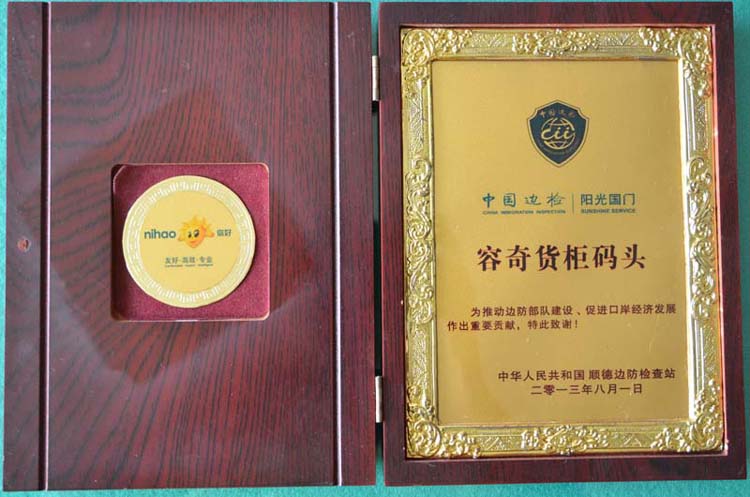 nihao 你好
友好·高效·专业
中国边检
cii
中国边检 阳光国门
CHINA IMMIGRATION INSPECTION SUNSHINE SERVICE
容奇货柜码头
为推动边防部队建设、促进口岸经济发展
作出重要贡献，特此致谢！
中华人民共和国 顺德边防检查站
二零一三年八月一日